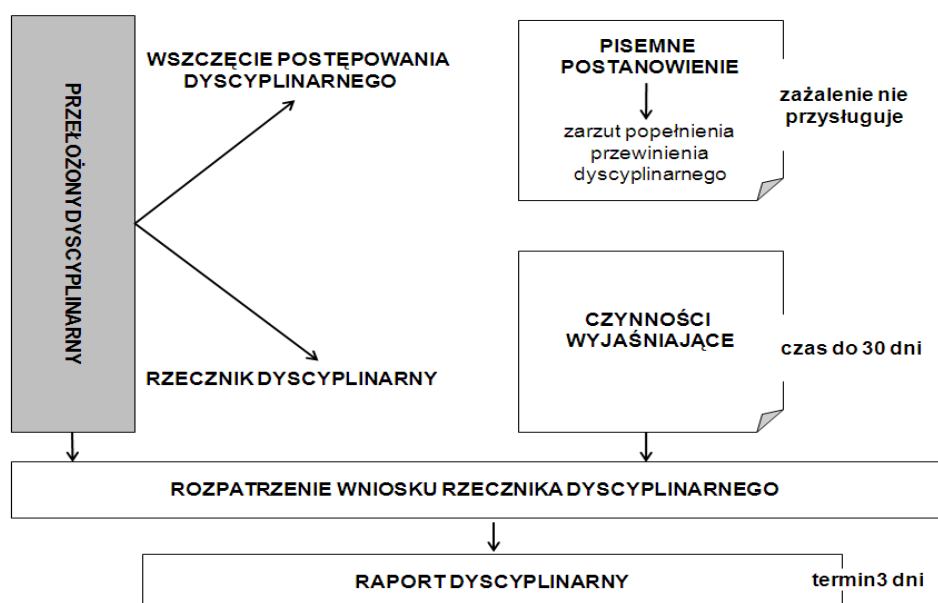 PRZEŁOŻONY DYSCYPLINARNY
WSZCZĘCIE POSTĘPOWANIA
DYSCYPLINARNEGO
PISEMNE
POSTANOWIENIE
zarzut popełnienia
przewinienia
dyscyplinarnego
zażalenie nie
przysługuje
RZECZNIK DYSCYPLINARNY
CZYNNOŚCI
WYJAŚNIAJĄCE
czas do 30 dni
ROZPATRZENIE WNIOSKU RZECZNIKA DYSCYPLINARNEGO
RAPORT DYSCYPLINARNY
termin3 dni